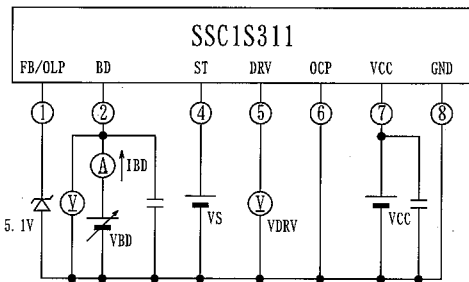 SSC1S311
FB/OLP BD ST DRV OCP VCC GND
1 2 4 5 6 7 8
A IBD
V V
5.1V VBD VS VDRV VCC